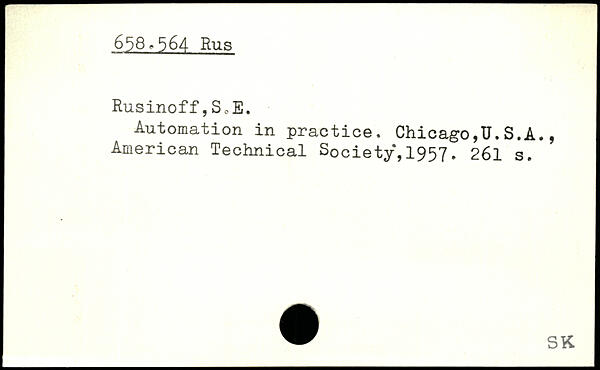 658.564 Rus
Rusinoff,S.E.
Automation in practice. Chicago,U.S.A.,
American Technical Society,1957. 261 s.
SK